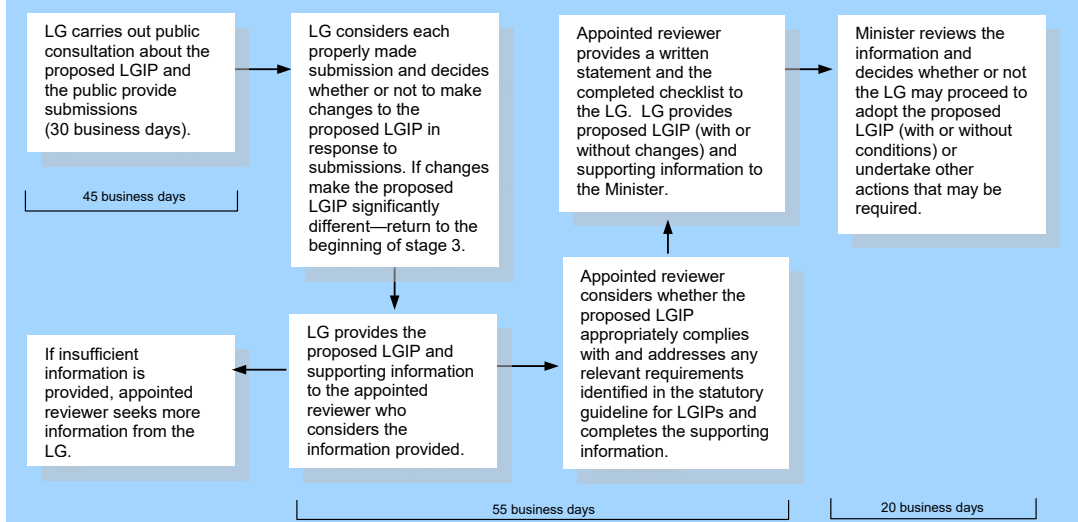 LG carries out public
consultation about the
proposed LGIP and
the public provide
submissions
(30 business days).
45 business days
LG considers each
properly made
submission and decides
whether or not to make
changes to the
proposed LGIP in
response to
submissions. If changes
make the proposed
LGIP significantly
different—return to the
beginning of stage 3.
LG provides the
proposed LGIP and
supporting information
to the appointed
reviewer who
considers the
information provided.
If insufficient
information is
provided, appointed
reviewer seeks more
information from the
LG.
Appointed reviewer
considers whether the
proposed LGIP
appropriately complies
with and addresses any
relevant requirements
identified in the statutory
guideline for LGIPs and
completes the supporting
information.
Appointed reviewer
provides a written
statement and the
completed checklist to
the LG.  LG provides
proposed LGIP (with or
without changes) and
supporting information to
the Minister.
55 business days
Minister reviews the
information and
decides whether or not
the LG may proceed to
adopt the proposed
LGIP (with or without
conditions) or
undertake other
actions that may be
required.
20 business days